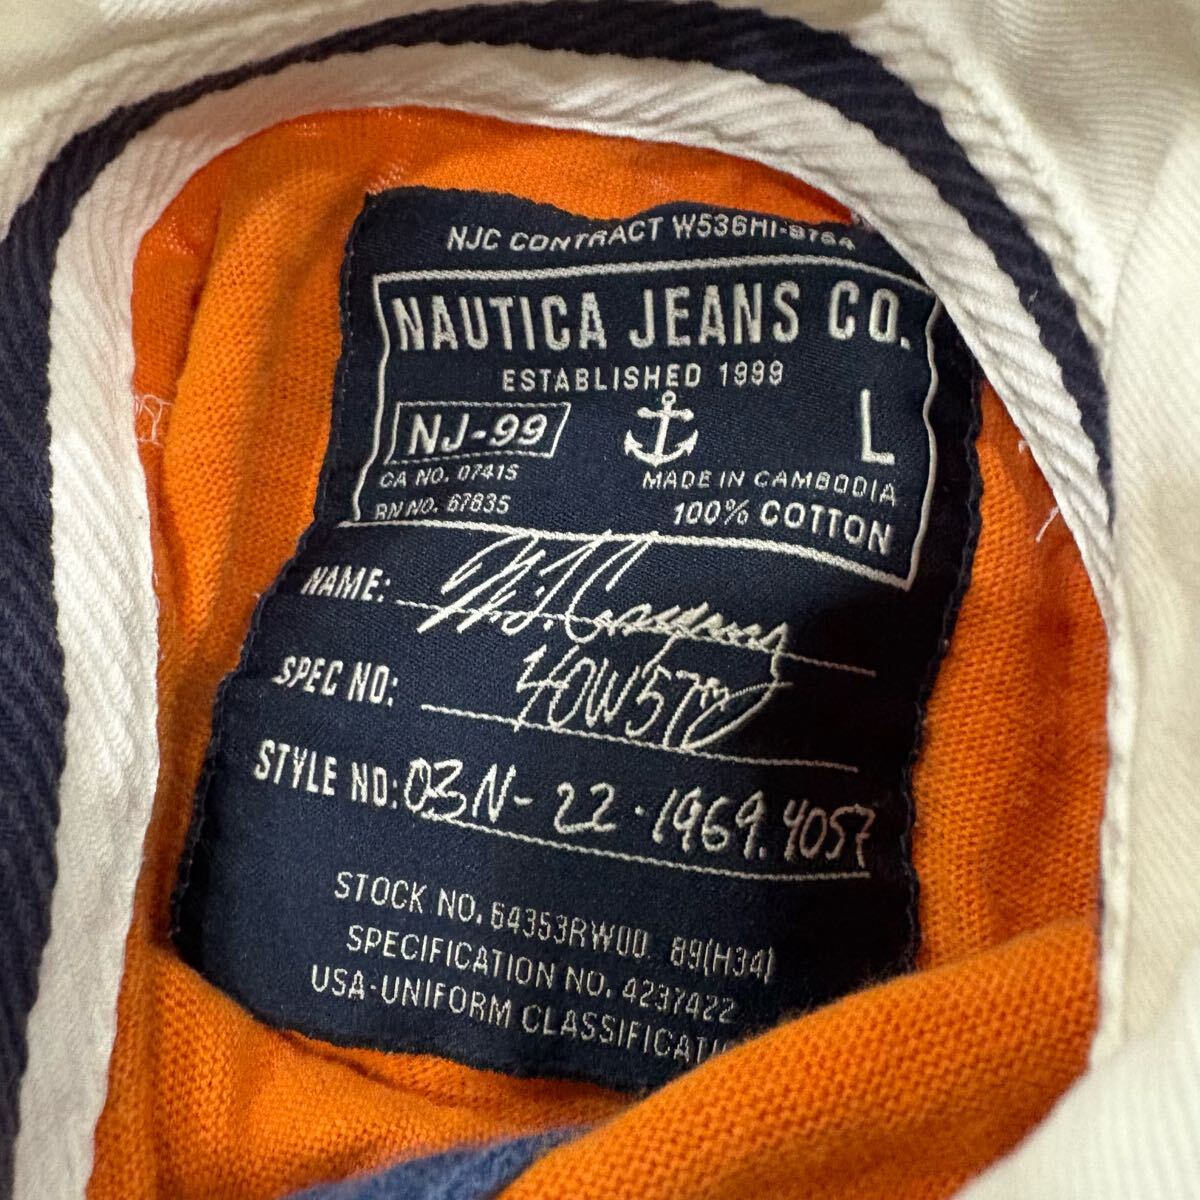 NJC CONTRACT W536HI-9764
NAUTICA JEANS CO.
ESTABLISHED 1999
NJ-99 L
CA NO. 07415 MADE IN CAMBODIA
RN NO. 67835 100% COTTON
NAME:
SPEC NO: 40W57
STYLE NO: 03N-22-1969.4057
STOCK NO. 64353RW00 89(H34)
SPECIFICATION NO. 4237422
USA-UNIFORM